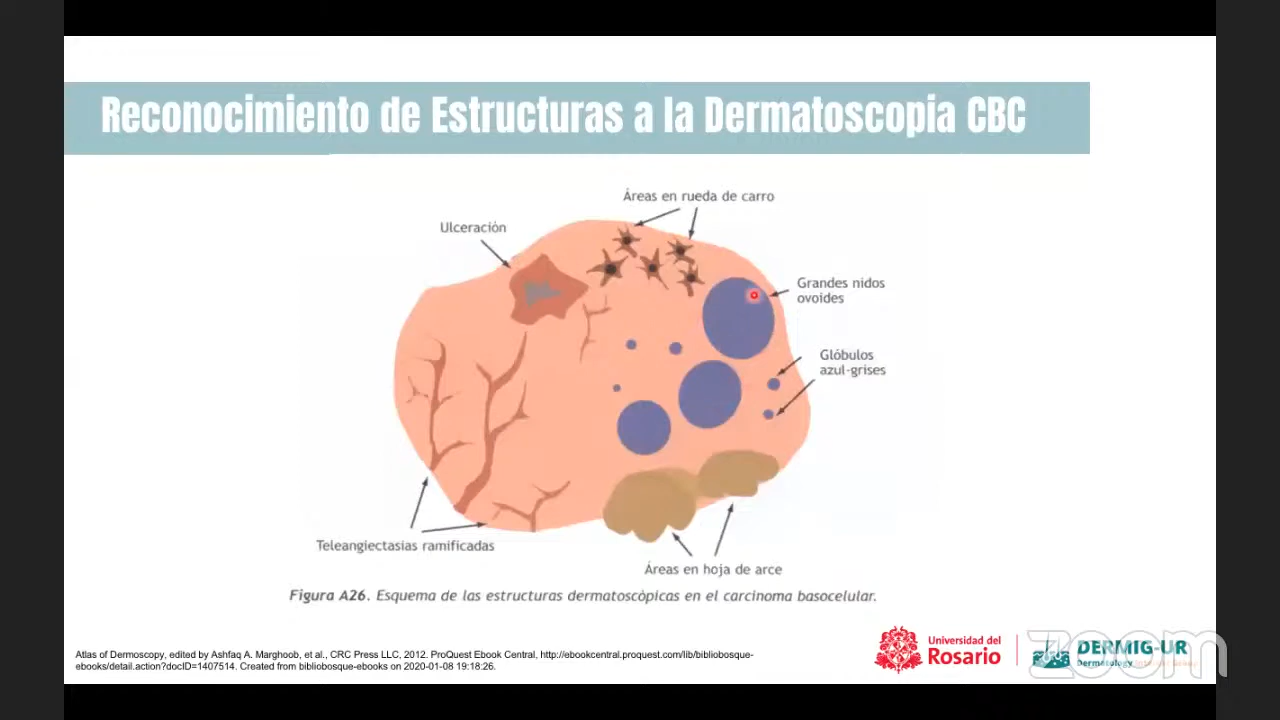 Reconocimiento de Estructuras a la Dermatoscopia CBC
Áreas en rueda de carro
Ulceración
Grandes nidos
ovoides
Glóbulos
azul-grises
Teleangiectasias ramificadas
Áreas en hoja de arce
Figura A26. Esquema de las estructuras dermatoscópicas en el carcinoma basocelular.
Atlas of Dermoscopy, edited by Ashfaq A. Marghoob, et al., CRC Press LLC, 2012. ProQuest Ebook Central, http://ebookcentral.proquest.com/lib/bibliobosque-
ebooks/detail.action?docID=1407514. Created from bibliobosque-ebooks on 2020-01-08 19:18:26.
Universidad del
Rosario
DERMIG-UR
Dermatology
zoom